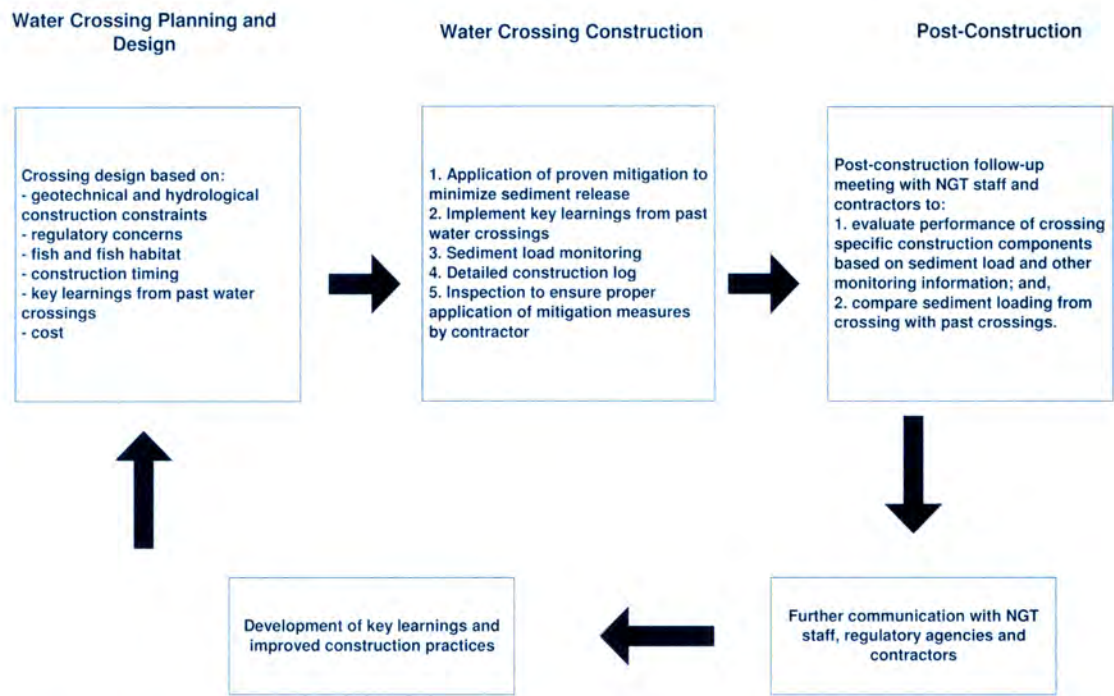 Water Crossing Planning and
Design
Water Crossing Construction
Post-Construction
Crossing design based on:
- geotechnical and hydrological
construction constraints
- regulatory concerns
- fish and fish habitat
- construction timing
- key learnings from past water
crossings
- cost
1. Application of proven mitigation to
minimize sediment release
2. Implement key learnings from past
water crossings
3. Sediment load monitoring
4. Detailed construction log
5. Inspection to ensure proper
application of mitigation measures
by contractor
Post-construction follow-up
meeting with NGT staff and
contractors to:
1. evaluate performance of crossing
specific construction components
based on sediment load and other
monitoring information; and,
2. compare sediment loading from
crossing with past crossings.
Further communication with NGT
staff, regulatory agencies and
contractors
Development of key learnings and
improved construction practices